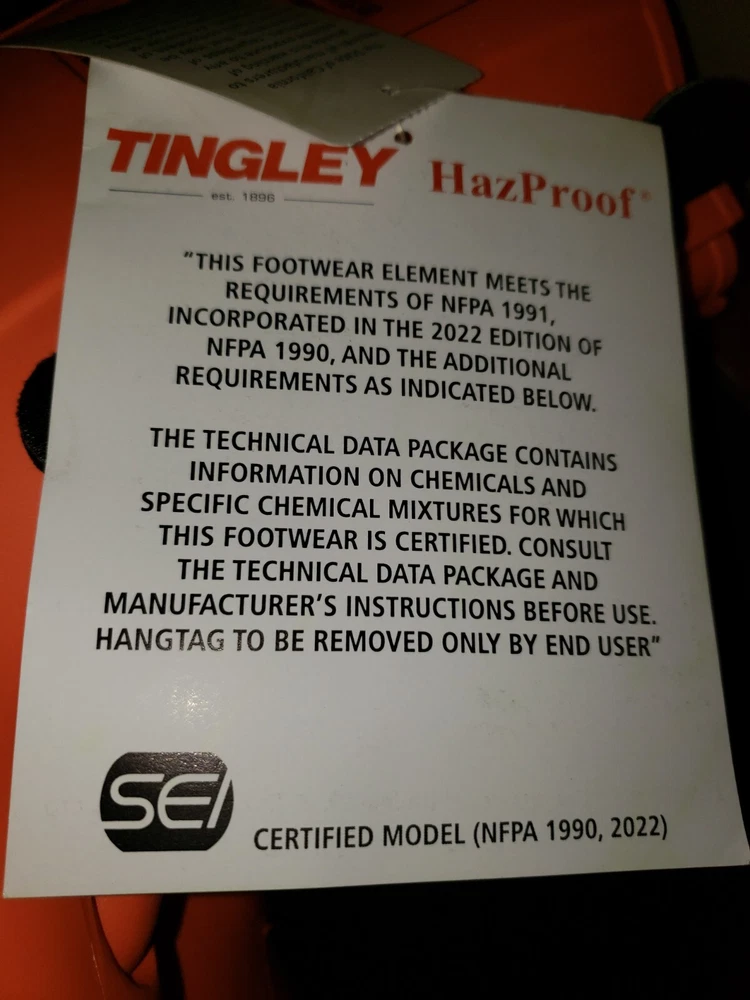 TINGLEY
est. 1896
HazProof®
"THIS FOOTWEAR ELEMENT MEETS THE
REQUIREMENTS OF NFPA 1991,
INCORPORATED IN THE 2022 EDITION OF
NFPA 1990, AND THE ADDITIONAL
REQUIREMENTS AS INDICATED BELOW.
THE TECHNICAL DATA PACKAGE CONTAINS
INFORMATION ON CHEMICALS AND
SPECIFIC CHEMICAL MIXTURES FOR WHICH
THIS FOOTWEAR IS CERTIFIED. CONSULT
THE TECHNICAL DATA PACKAGE AND
MANUFACTURER'S INSTRUCTIONS BEFORE USE.
HANGTAG TO BE REMOVED ONLY BY END USER"
SEI
CERTIFIED MODEL (NFPA 1990, 2022)